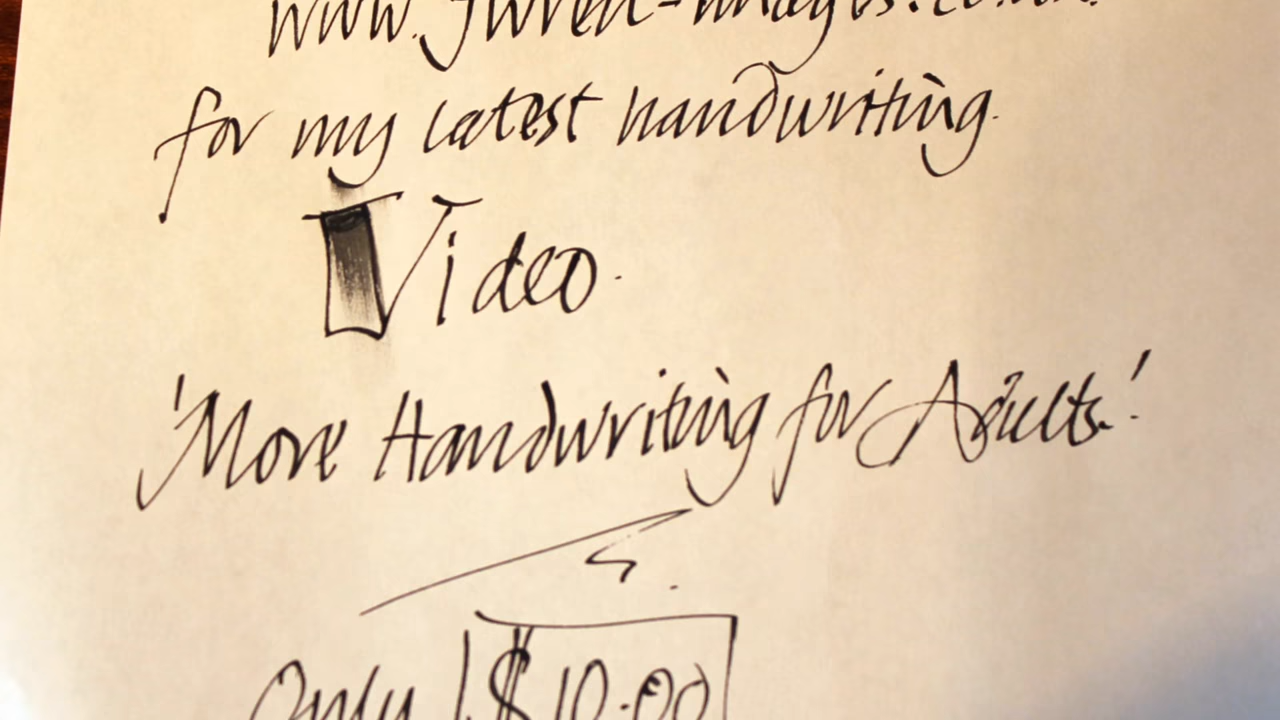 for my latest handwriting.
Video.
'More Handwriting for Adults.'
Only $10.00